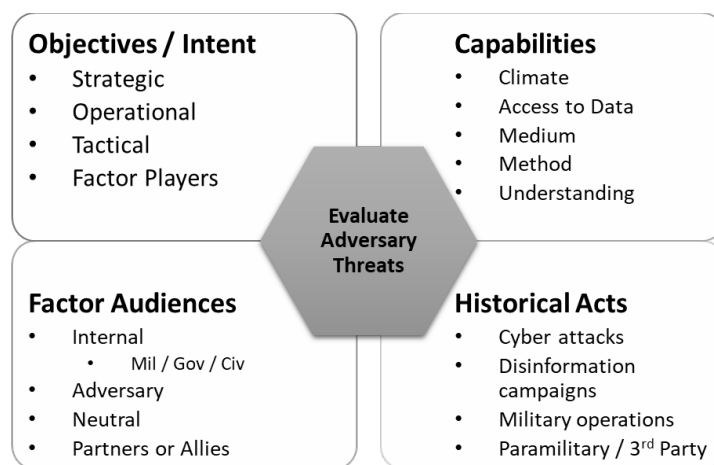 Objectives / Intent
• Strategic
• Operational
• Tactical
• Factor Players
Capabilities
• Climate
• Access to Data
• Medium
• Method
• Understanding
Evaluate
Adversary
Threats
Factor Audiences
• Internal
• Mil / Gov / Civ
• Adversary
• Neutral
• Partners or Allies
Historical Acts
• Cyber attacks
• Disinformation
campaigns
• Military operations
• Paramilitary / 3rd Party